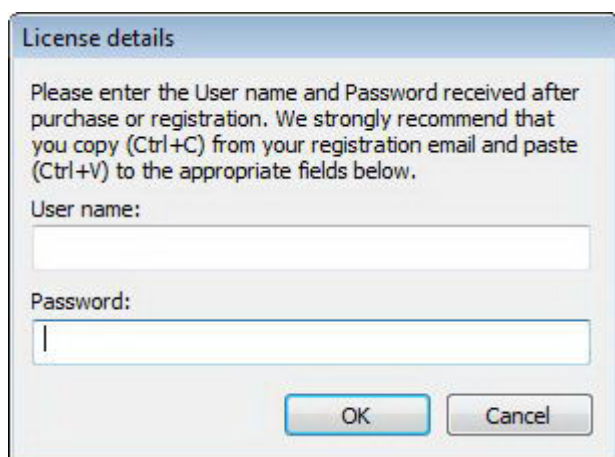 License details
Please enter the User name and Password received after
purchase or registration. We strongly recommend that
you copy (Ctrl+C) from your registration email and paste
(Ctrl+V) to the appropriate fields below.
User name:
Password:
OK
Cancel